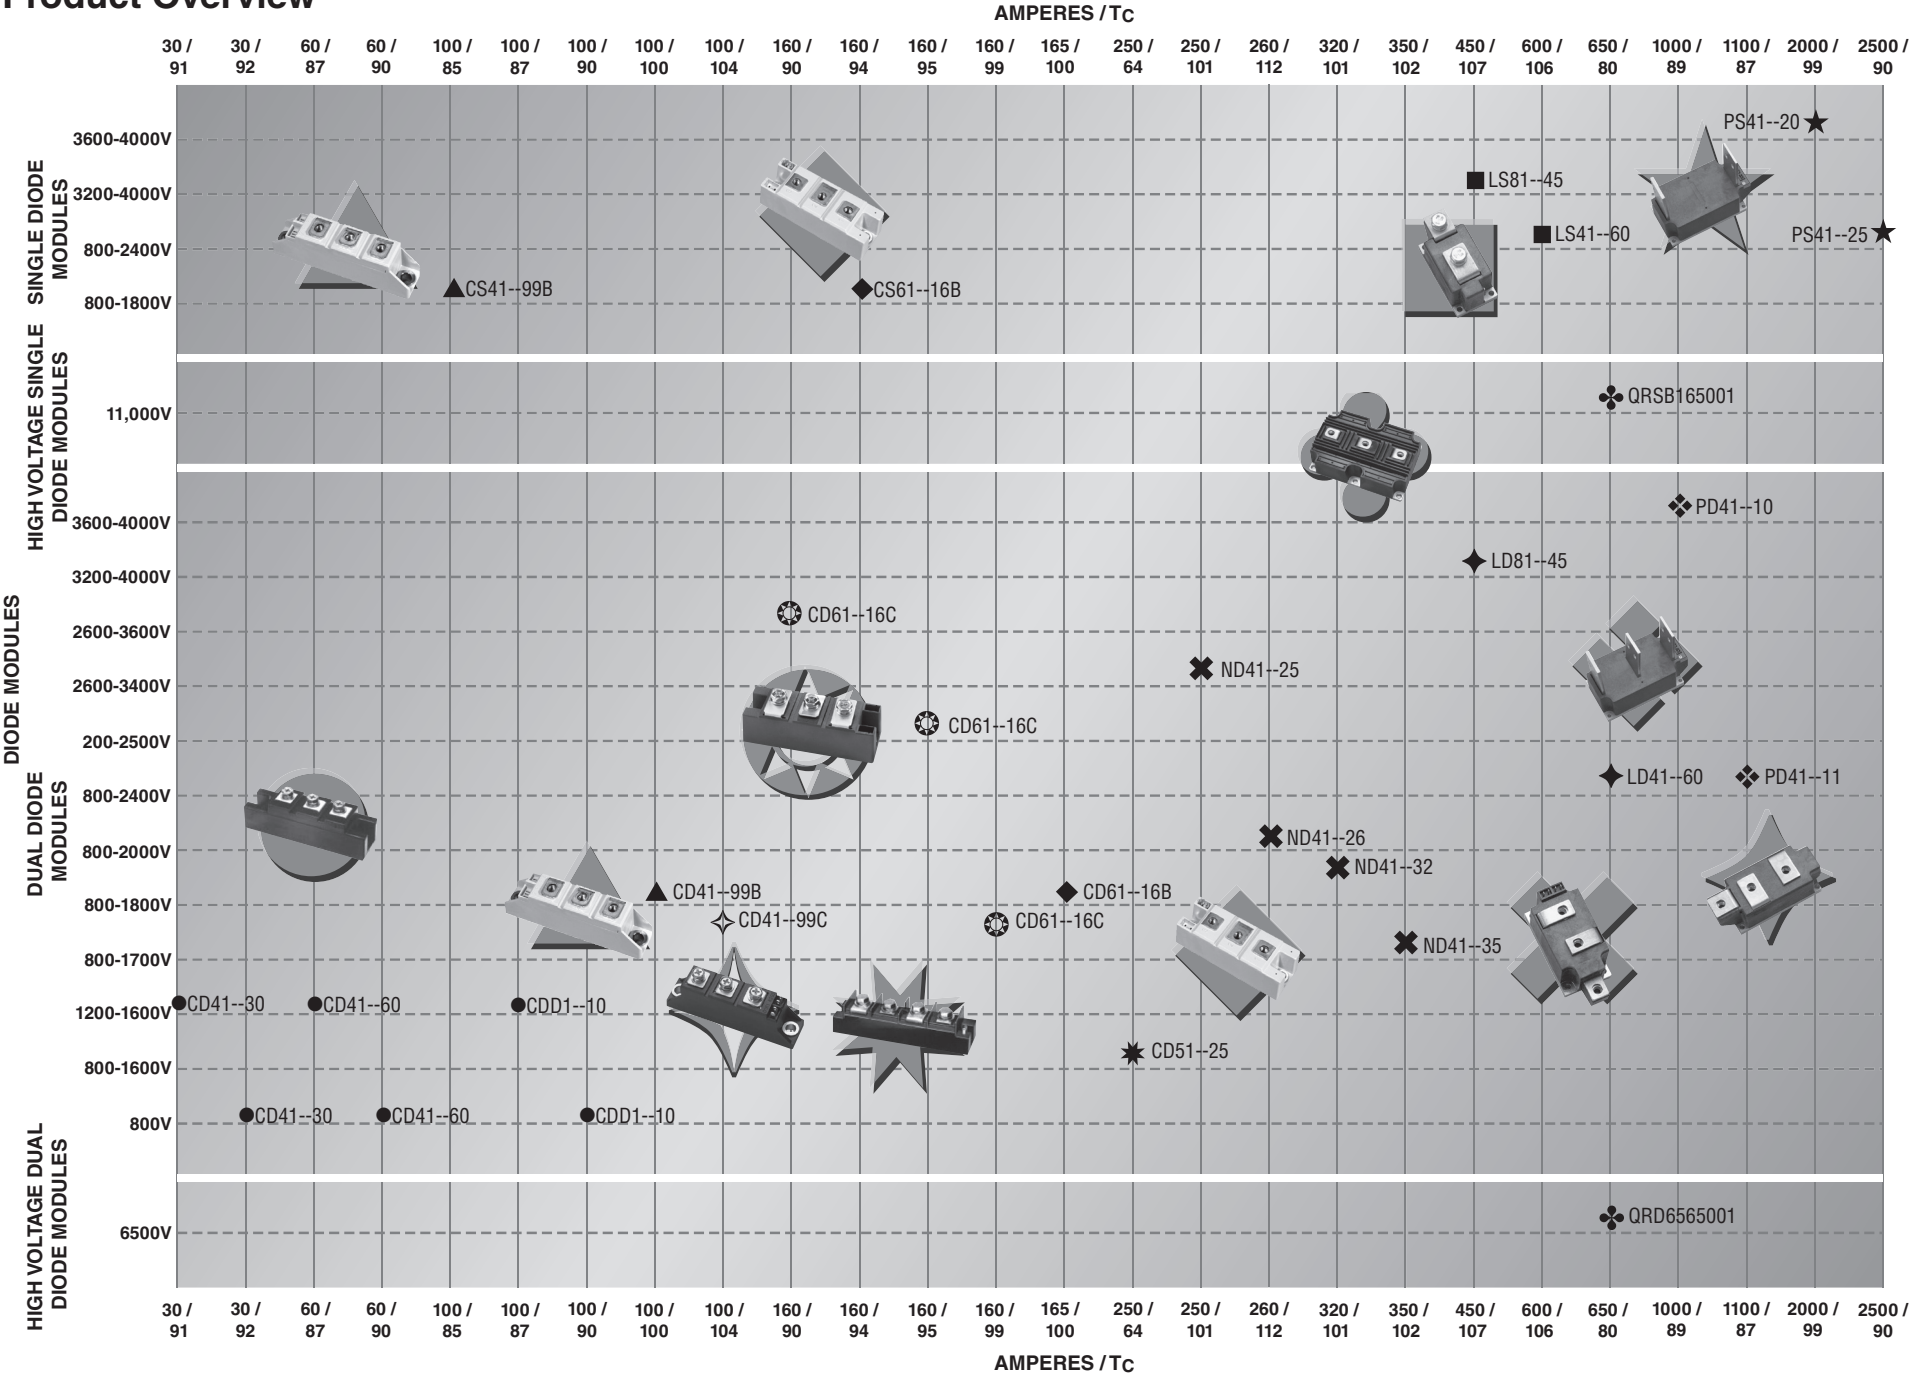 Product Overview
AMPERES / TC
30 / 30 / 60 / 60 / 100 / 100 / 100 / 100 / 100 / 160 / 160 / 160 / 160 / 165 / 250 / 250 / 260 / 320 / 350 / 450 / 600 / 650 / 1000 / 1100 / 2000 / 2500 /
91 92 87 90 85 87 90 100 104 90 94 95 99 100 64 101 112 101 102 107 106 80 89 87 99 90
SINGLE DIODE
MODULES
3600-4000V
3200-4000V
800-2400V
800-1800V
PS41--20
LS81--45
LS41--60
PS41--25
CS41--99B
CS61--16B
HIGH VOLTAGE SINGLE
DIODE MODULES
11,000V
QRSB165001
DIODE MODULES
DUAL DIODE
MODULES
3600-4000V
3200-4000V
2600-3600V
2600-3400V
200-2500V
800-2400V
800-2000V
800-1800V
800-1700V
1200-1600V
800-1600V
800V
PD41--10
LD81--45
CD61--16C
ND41--25
CD61--16C
LD41--60
PD41--11
ND41--26
ND41--32
CD41--99B
CD61--16B
CD41--99C
CD61--16C
ND41--35
CD41--30
CD41--60
CDD1--10
CD51--25
CD41--30
CD41--60
CDD1--10
HIGH VOLTAGE DUAL
DIODE MODULES
6500V
QRD6565001
30 / 30 / 60 / 60 / 100 / 100 / 100 / 100 / 100 / 160 / 160 / 160 / 160 / 165 / 250 / 250 / 260 / 320 / 350 / 450 / 600 / 650 / 1000 / 1100 / 2000 / 2500 /
91 92 87 90 85 87 90 100 104 90 94 95 99 100 64 101 112 101 102 107 106 80 89 87 99 90
AMPERES / TC